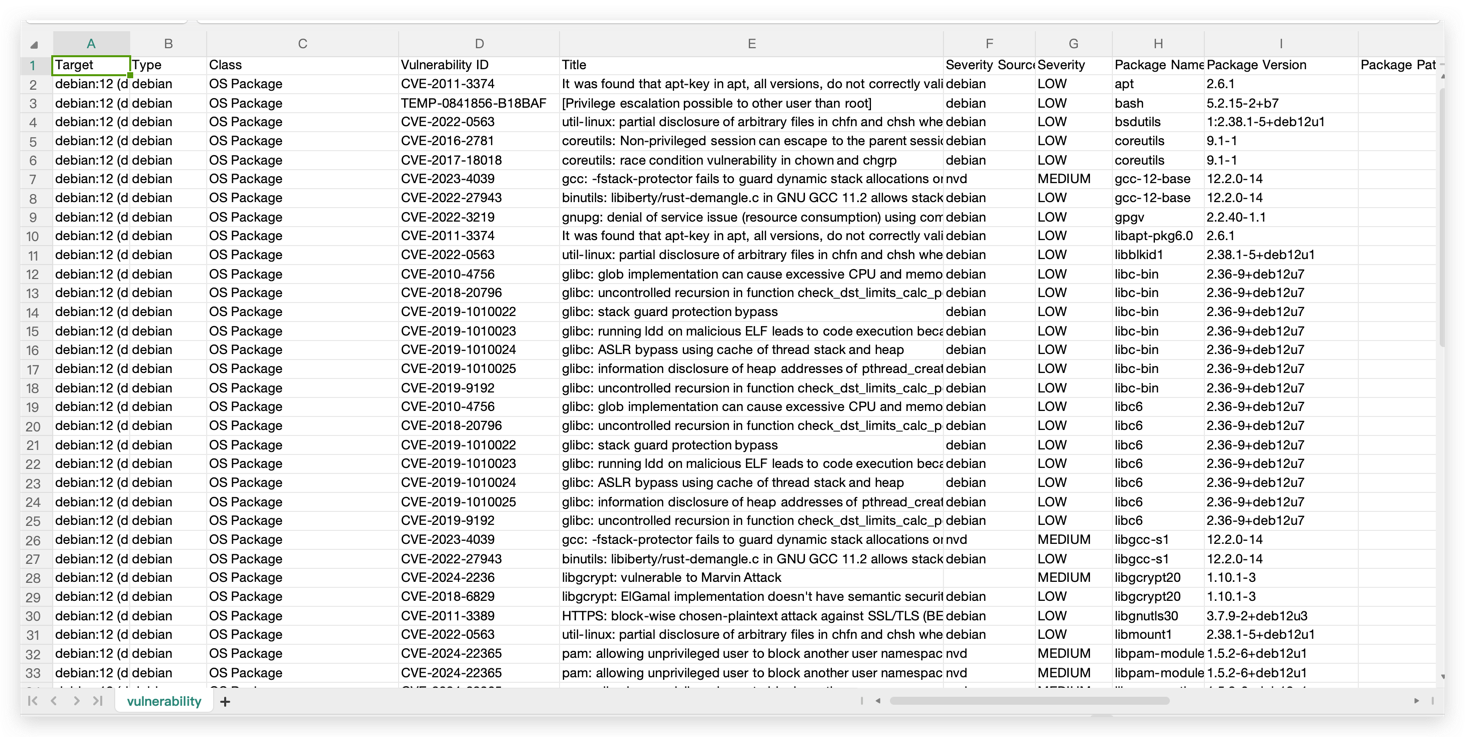 A B C D E F G H I
1 Target Type Class Vulnerability ID Title Severity Source Severity Package Name Package Version Package Pat
2 debian:12 (d debian OS Package CVE-2011-3374 It was found that apt-key in apt, all versions, do not correctly vali debian LOW apt 2.6.1
3 debian:12 (d debian OS Package TEMP-0841856-B18BAF [Privilege escalation possible to other user than root] debian LOW bash 5.2.15-2+b7
4 debian:12 (d debian OS Package CVE-2022-0563 util-linux: partial disclosure of arbitrary files in chfn and chsh whe debian LOW bsdutils 1:2.38.1-5+deb12u1
5 debian:12 (d debian OS Package CVE-2016-2781 coreutils: Non-privileged session can escape to the parent sessi debian LOW coreutils 9.1-1
6 debian:12 (d debian OS Package CVE-2017-18018 coreutils: race condition vulnerability in chown and chgrp debian LOW coreutils 9.1-1
7 debian:12 (d debian OS Package CVE-2023-4039 gcc: -fstack-protector fails to guard dynamic stack allocations on nvd MEDIUM gcc-12-base 12.2.0-14
8 debian:12 (d debian OS Package CVE-2022-27943 binutils: libiberty/rust-demangle.c in GNU GCC 11.2 allows stack debian LOW gcc-12-base 12.2.0-14
9 debian:12 (d debian OS Package CVE-2022-3219 gnupg: denial of service issue (resource consumption) using com debian LOW gpgv 2.2.40-1.1
10 debian:12 (d debian OS Package CVE-2011-3374 It was found that apt-key in apt, all versions, do not correctly vali debian LOW libapt-pkg6.0 2.6.1
11 debian:12 (d debian OS Package CVE-2022-0563 util-linux: partial disclosure of arbitrary files in chfn and chsh whe debian LOW libblkid1 2.38.1-5+deb12u1
12 debian:12 (d debian OS Package CVE-2010-4756 glibc: glob implementation can cause excessive CPU and memo debian LOW libc-bin 2.36-9+deb12u7
13 debian:12 (d debian OS Package CVE-2018-20796 glibc: uncontrolled recursion in function check_dst_limits_calc_p debian LOW libc-bin 2.36-9+deb12u7
14 debian:12 (d debian OS Package CVE-2019-1010022 glibc: stack guard protection bypass debian LOW libc-bin 2.36-9+deb12u7
15 debian:12 (d debian OS Package CVE-2019-1010023 glibc: running ldd on malicious ELF leads to code execution beca debian LOW libc-bin 2.36-9+deb12u7
16 debian:12 (d debian OS Package CVE-2019-1010024 glibc: ASLR bypass using cache of thread stack and heap debian LOW libc-bin 2.36-9+deb12u7
17 debian:12 (d debian OS Package CVE-2019-1010025 glibc: information disclosure of heap addresses of pthread_creat debian LOW libc-bin 2.36-9+deb12u7
18 debian:12 (d debian OS Package CVE-2019-9192 glibc: uncontrolled recursion in function check_dst_limits_calc_p debian LOW libc-bin 2.36-9+deb12u7
19 debian:12 (d debian OS Package CVE-2010-4756 glibc: glob implementation can cause excessive CPU and memo debian LOW libc6 2.36-9+deb12u7
20 debian:12 (d debian OS Package CVE-2018-20796 glibc: uncontrolled recursion in function check_dst_limits_calc_p debian LOW libc6 2.36-9+deb12u7
21 debian:12 (d debian OS Package CVE-2019-1010022 glibc: stack guard protection bypass debian LOW libc6 2.36-9+deb12u7
22 debian:12 (d debian OS Package CVE-2019-1010023 glibc: running ldd on malicious ELF leads to code execution beca debian LOW libc6 2.36-9+deb12u7
23 debian:12 (d debian OS Package CVE-2019-1010024 glibc: ASLR bypass using cache of thread stack and heap debian LOW libc6 2.36-9+deb12u7
24 debian:12 (d debian OS Package CVE-2019-1010025 glibc: information disclosure of heap addresses of pthread_creat debian LOW libc6 2.36-9+deb12u7
25 debian:12 (d debian OS Package CVE-2019-9192 glibc: uncontrolled recursion in function check_dst_limits_calc_p debian LOW libc6 2.36-9+deb12u7
26 debian:12 (d debian OS Package CVE-2023-4039 gcc: -fstack-protector fails to guard dynamic stack allocations on nvd MEDIUM libgcc-s1 12.2.0-14
27 debian:12 (d debian OS Package CVE-2022-27943 binutils: libiberty/rust-demangle.c in GNU GCC 11.2 allows stack debian LOW libgcc-s1 12.2.0-14
28 debian:12 (d debian OS Package CVE-2024-2236 libgcrypt: vulnerable to Marvin Attack MEDIUM libgcrypt20 1.10.1-3
29 debian:12 (d debian OS Package CVE-2018-6829 libgcrypt: ElGamal implementation doesn't have semantic securit debian LOW libgcrypt20 1.10.1-3
30 debian:12 (d debian OS Package CVE-2011-3389 HTTPS: block-wise chosen-plaintext attack against SSL/TLS (BE debian LOW libgnutls30 3.7.9-2+deb12u3
31 debian:12 (d debian OS Package CVE-2022-0563 util-linux: partial disclosure of arbitrary files in chfn and chsh whe debian LOW libmount1 2.38.1-5+deb12u1
32 debian:12 (d debian OS Package CVE-2024-22365 pam: allowing unprivileged user to block another user namespac nvd MEDIUM libpam-module 1.5.2-6+deb12u1
33 debian:12 (d debian OS Package CVE-2024-22365 pam: allowing unprivileged user to block another user namespac nvd MEDIUM libpam-module 1.5.2-6+deb12u1
vulnerability